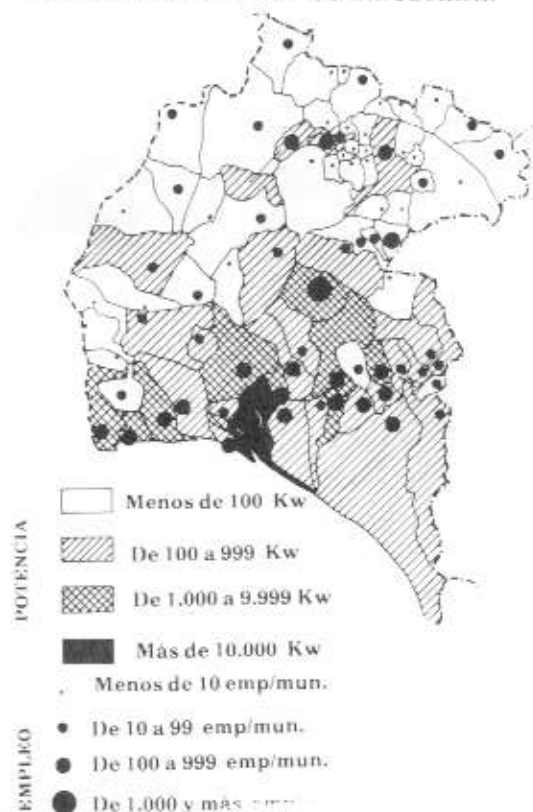 POTENCIA
Menos de 100 Kw
De 100 a 999 Kw
De 1.000 a 9.999 Kw
Más de 10.000 Kw
EMPLEO
Menos de 10 emp/mun.
De 10 a 99 emp/mun.
De 100 a 999 emp/mun.
De 1.000 y más